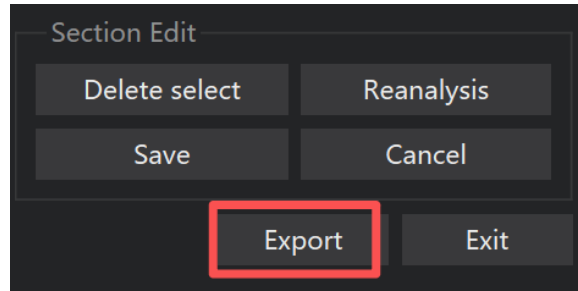 Section Edit
Delete select Reanalysis
Save Cancel
Export Exit